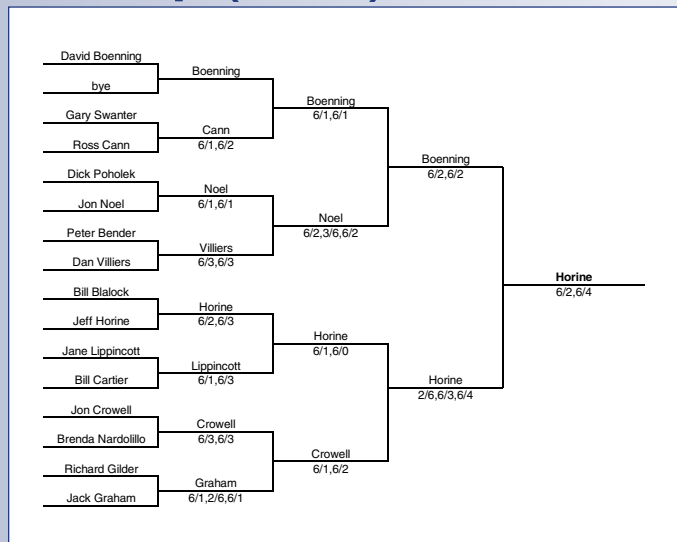 David Boenning
bye
Gary Swanter
Ross Cann
Dick Poholek
Jon Noel
Peter Bender
Dan Villiers
Bill Blalock
Jeff Horine
Jane Lippincott
Bill Cartier
Jon Crowell
Brenda Nardolillo
Richard Gilder
Jack Graham
Boenning
Cann
6/1,6/2
Noel
6/1,6/1
Villiers
6/3,6/3
Horine
6/2,6/3
Lippincott
6/1,6/3
Crowell
6/3,6/3
Graham
6/1,2/6,6/1
Boenning
6/1,6/1
Noel
6/2,3/6,6/2
Horine
6/1,6/0
Crowell
6/1,6/2
Boenning
6/2,6/2
Horine
2/6,6/3,6/4
Horine
6/2,6/4